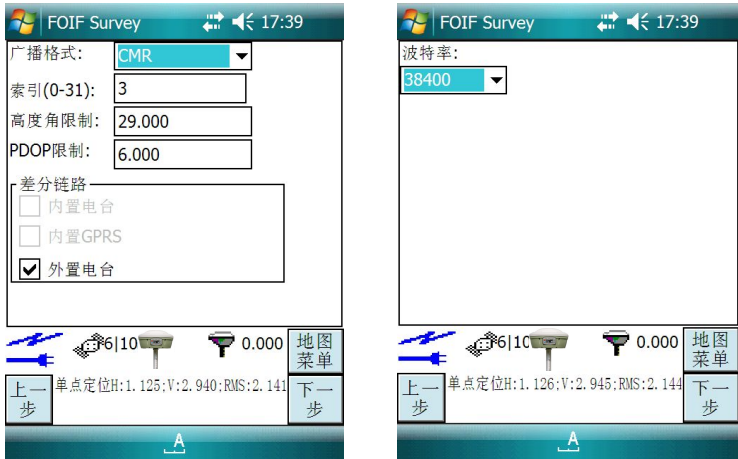 FOIF Survey 17:39
广播格式: CMR
索引(0-31): 3
高度角限制: 29.000
PDOP限制: 6.000
差分链路
内置电台
内置GPRS
外置电台
6|10 0.000 地图菜单
上一步 单点定位H:1.125;V:2.940;RMS:2.141 下一步
A
FOIF Survey 17:39
波特率:
38400
6|10 0.000 地图菜单
上一步 单点定位H:1.126;V:2.945;RMS:2.144 下一步
A